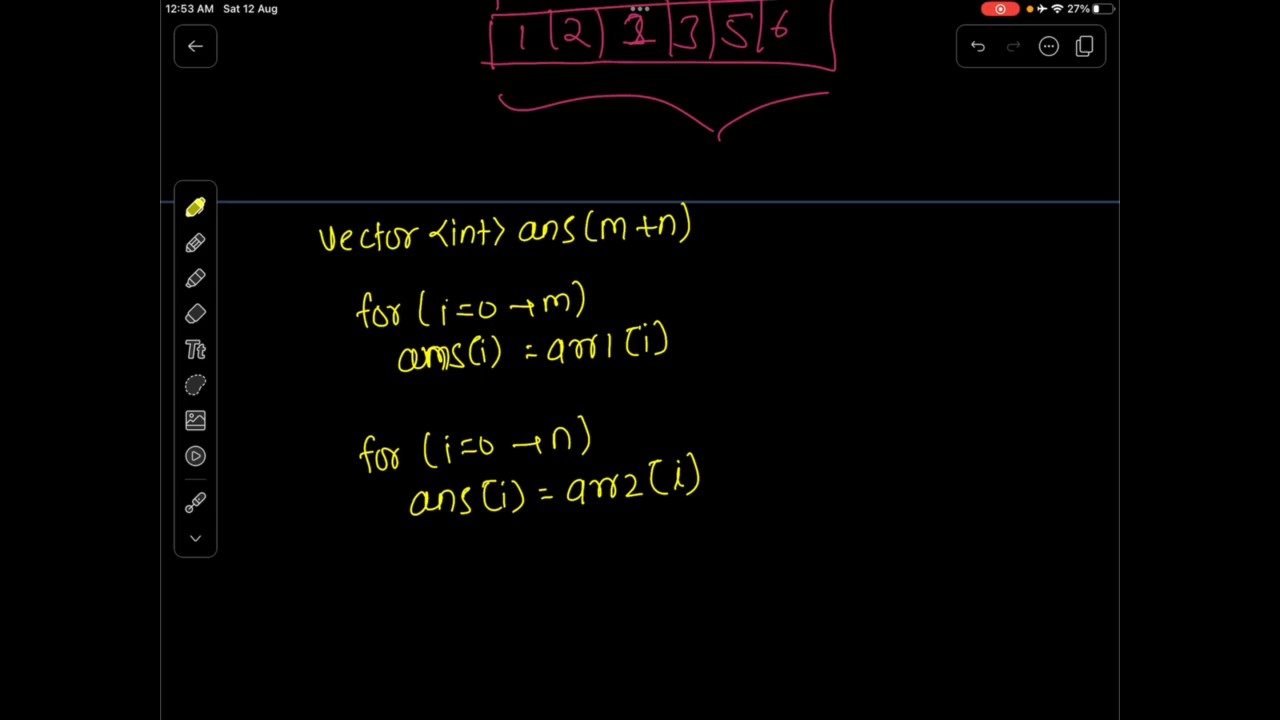 12:53 AM Sat 12 Aug
27%
1 2 3 5 6
Tt
vector <int> ans(m+n)
for (i=0 → m)
ans(i) = arr1(i)
for (i=0 → n)
ans(i) = arr2(i)